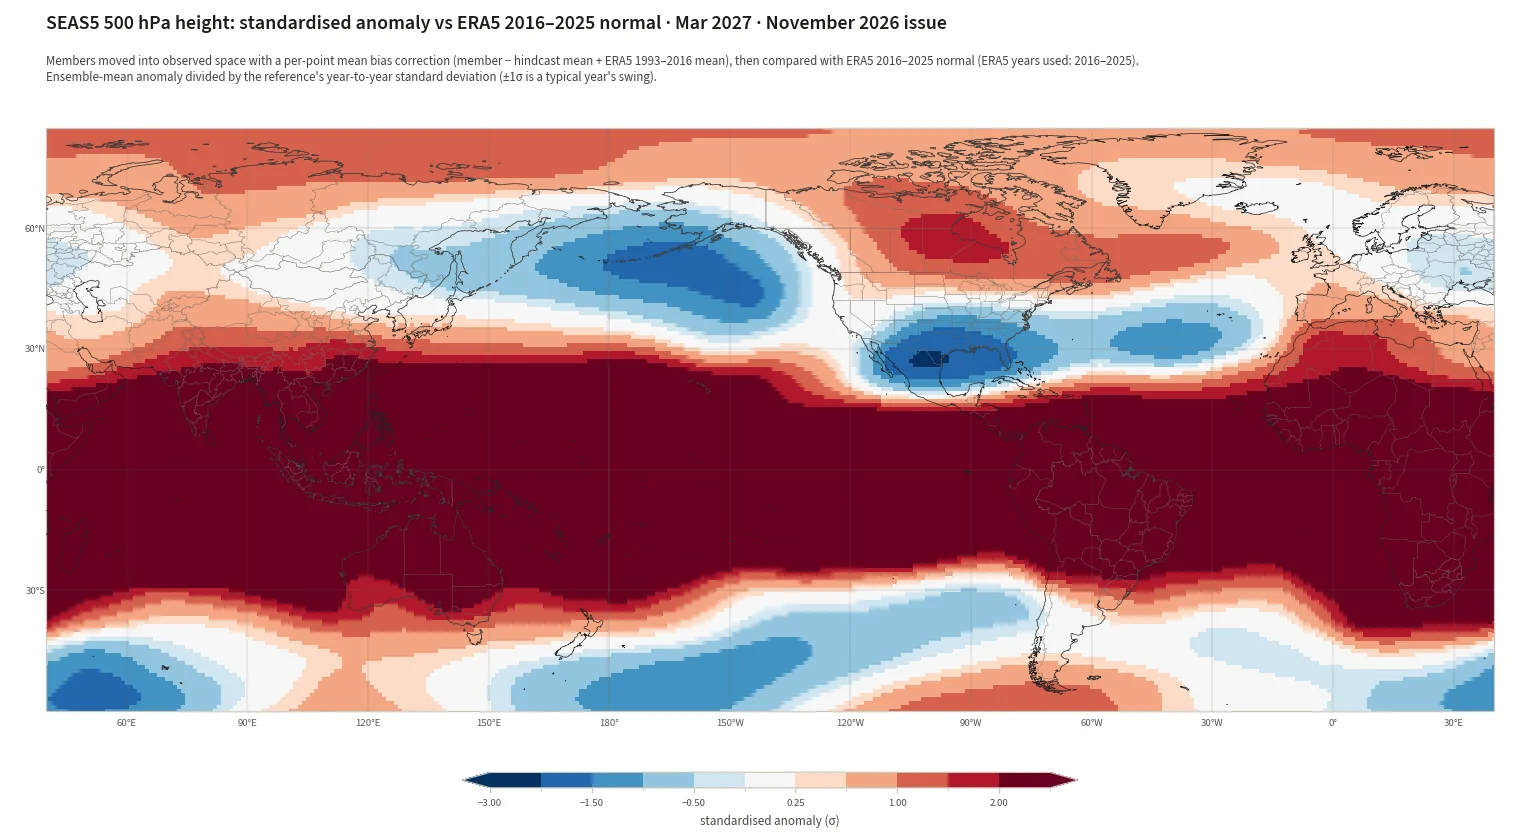 SEAS5 500 hPa height: standardised anomaly vs ERA5 2016–2025 normal · Mar 2027 · November 2026 issue
Members moved into observed space with a per-point mean bias correction (member − hindcast mean + ERA5 1993–2016 mean), then compared with ERA5 2016–2025 normal (ERA5 years used: 2016–2025).
Ensemble-mean anomaly divided by the reference's year-to-year standard deviation (±1σ is a typical year's swing).
60°N
30°N
0°
30°S
60°E 90°E 120°E 150°E 180° 150°W 120°W 90°W 60°W 30°W 0° 30°E
−3.00 −1.50 −0.50 0.25 1.00 2.00
standardised anomaly (σ)